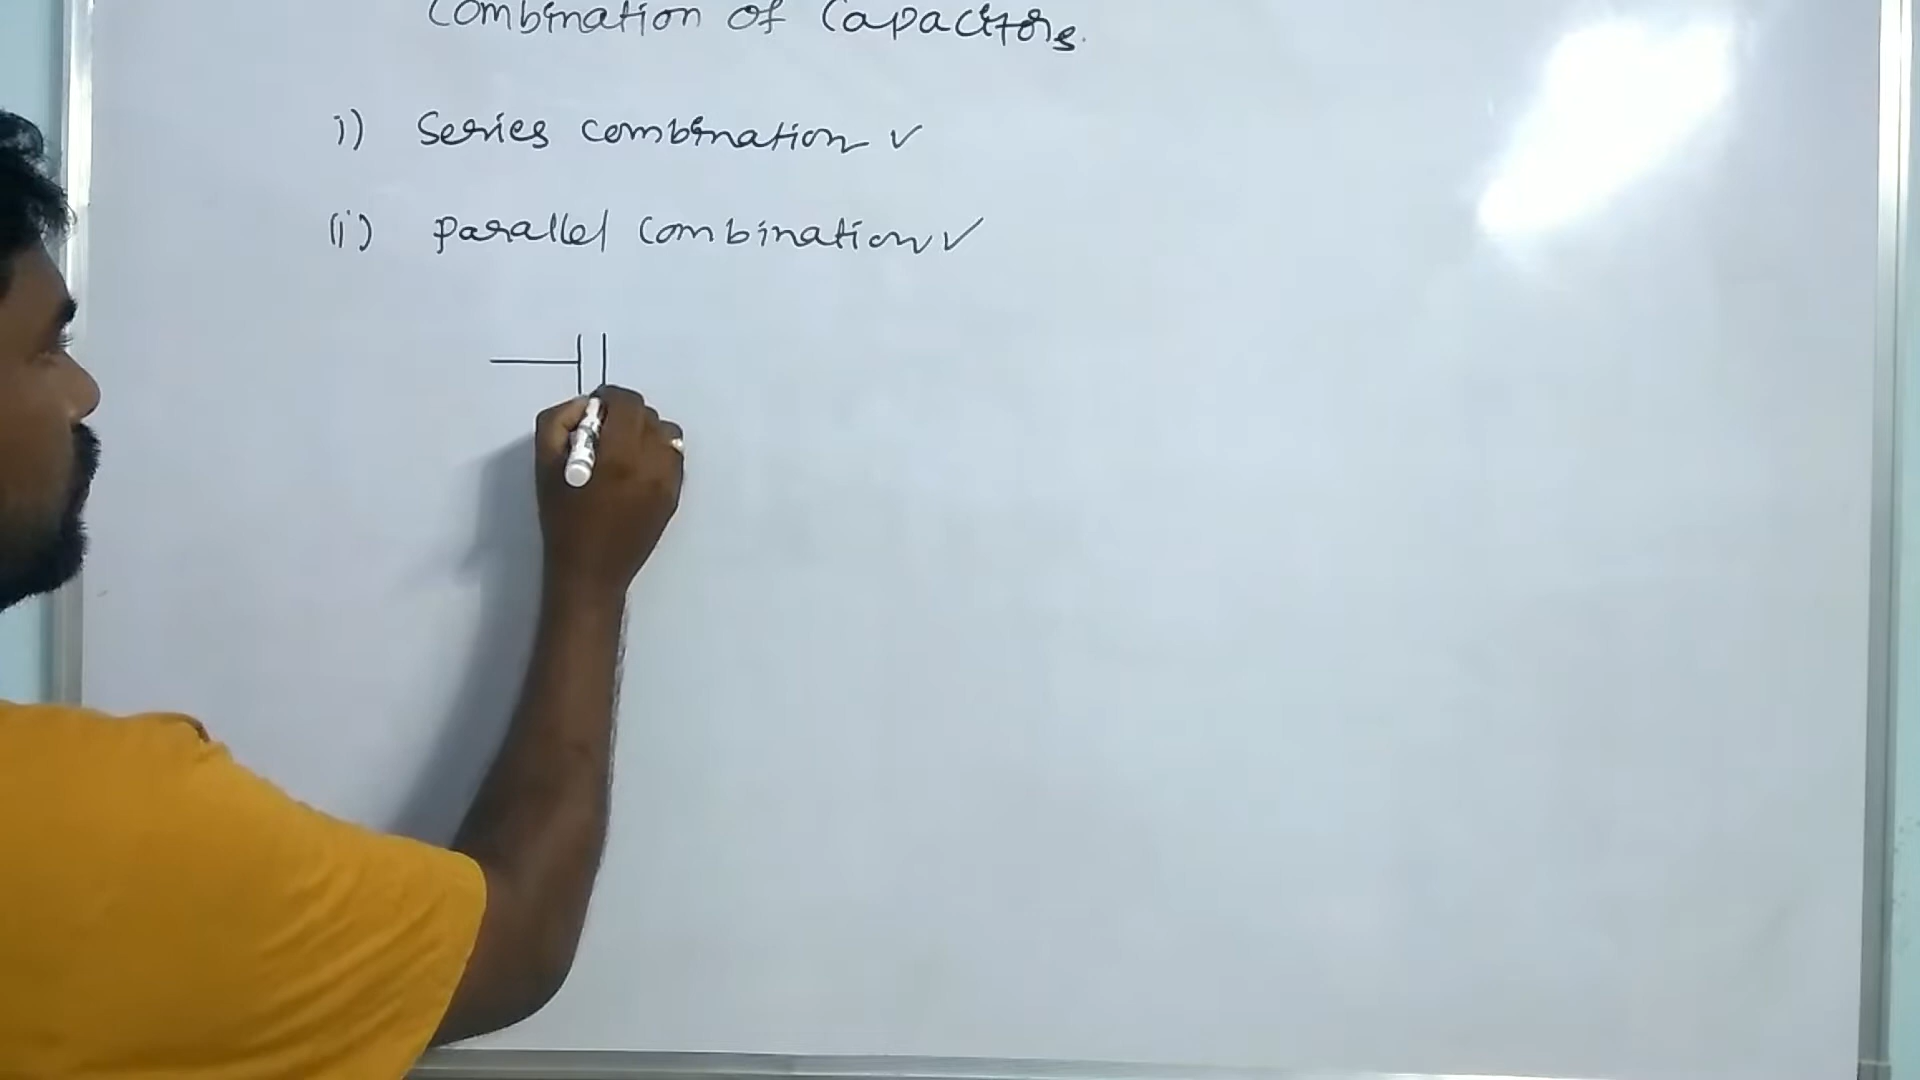 Combination of Capacitors.
i) Series combination ✓
(ii) parallel combination ✓